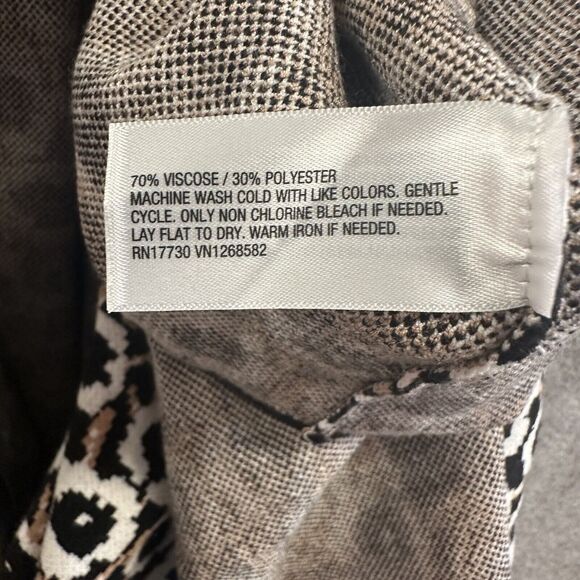 70% VISCOSE / 30% POLYESTER
MACHINE WASH COLD WITH LIKE COLORS. GENTLE
CYCLE. ONLY NON CHLORINE BLEACH IF NEEDED.
LAY FLAT TO DRY. WARM IRON IF NEEDED.
RN17730 VN1268582